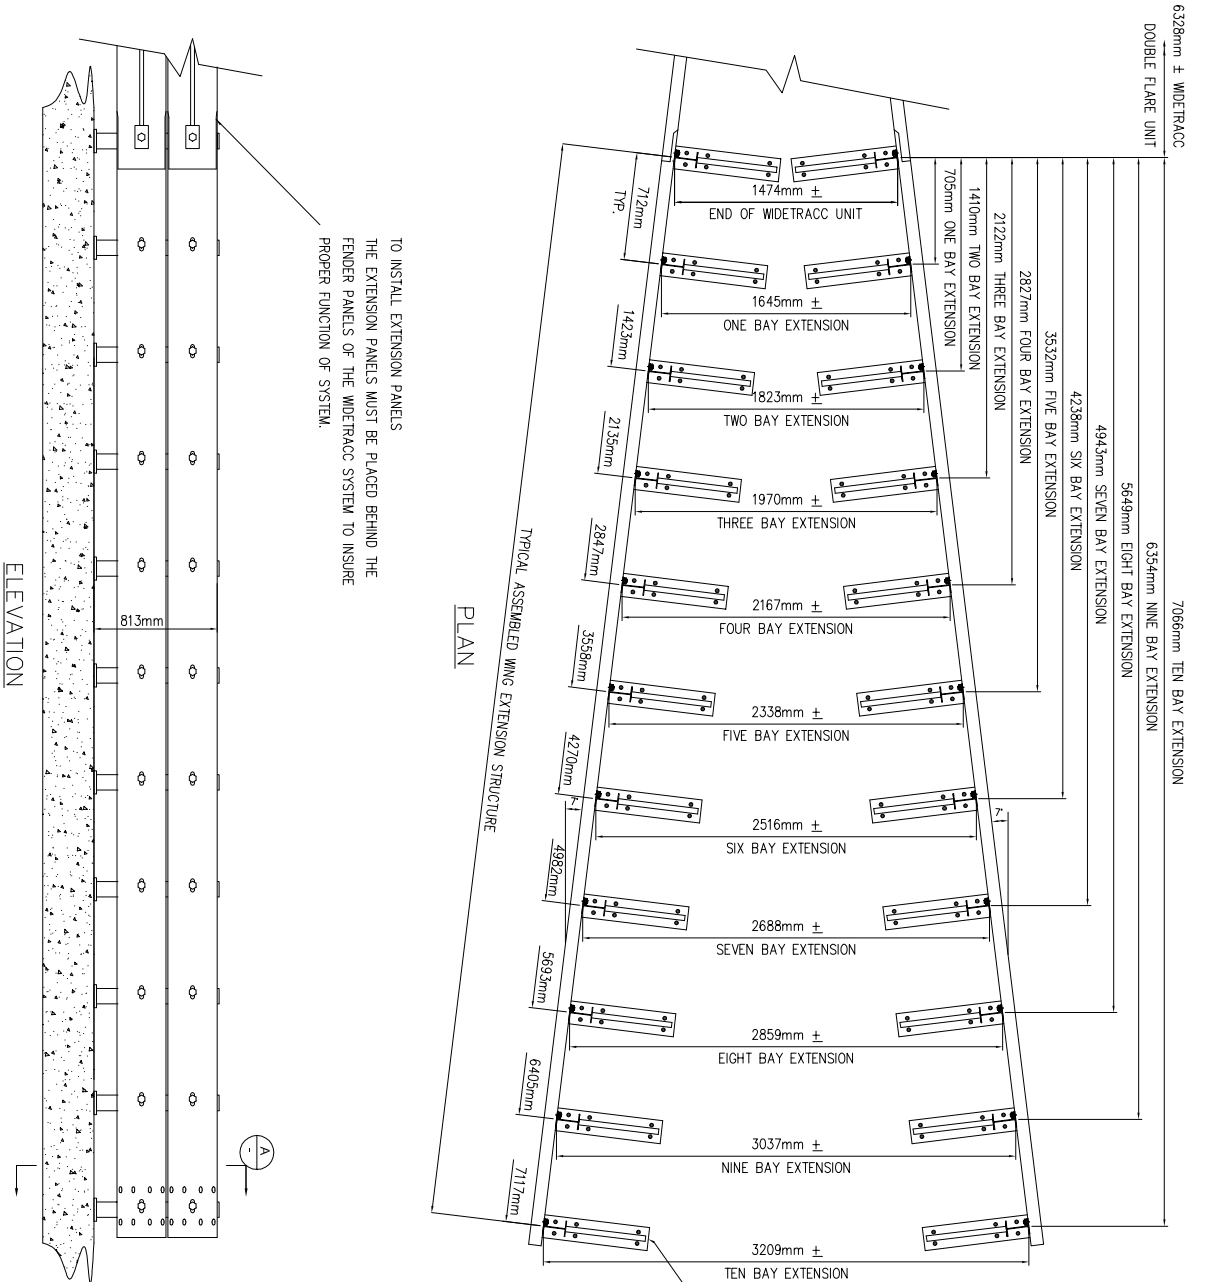 6328mm ± WIDETRACC
DOUBLE FLARE UNIT
7066mm TEN BAY EXTENSION
6354mm NINE BAY EXTENSION
5649mm EIGHT BAY EXTENSION
4943mm SEVEN BAY EXTENSION
4238mm SIX BAY EXTENSION
3532mm FIVE BAY EXTENSION
2827mm FOUR BAY EXTENSION
2122mm THREE BAY EXTENSION
1410mm TWO BAY EXTENSION
705mm ONE BAY EXTENSION
1474mm ±
END OF WIDETRACC UNIT
1645mm ±
ONE BAY EXTENSION
1823mm ±
TWO BAY EXTENSION
1970mm ±
THREE BAY EXTENSION
2167mm ±
FOUR BAY EXTENSION
2338mm ±
FIVE BAY EXTENSION
2516mm ±
SIX BAY EXTENSION
2688mm ±
SEVEN BAY EXTENSION
2859mm ±
EIGHT BAY EXTENSION
3037mm ±
NINE BAY EXTENSION
3209mm ±
TEN BAY EXTENSION
7°
7°
712mm
TYP.
1423mm
2135mm
2847mm
3558mm
4270mm
4982mm
5693mm
6405mm
7117mm
TYPICAL ASSEMBLED WING EXTENSION STRUCTURE
PLAN
TO INSTALL EXTENSION PANELS
THE EXTENSION PANELS MUST BE PLACED BEHIND THE
FENDER PANELS OF THE WIDETRACC SYSTEM TO INSURE
PROPER FUNCTION OF SYSTEM.
813mm
A
-
ELEVATION